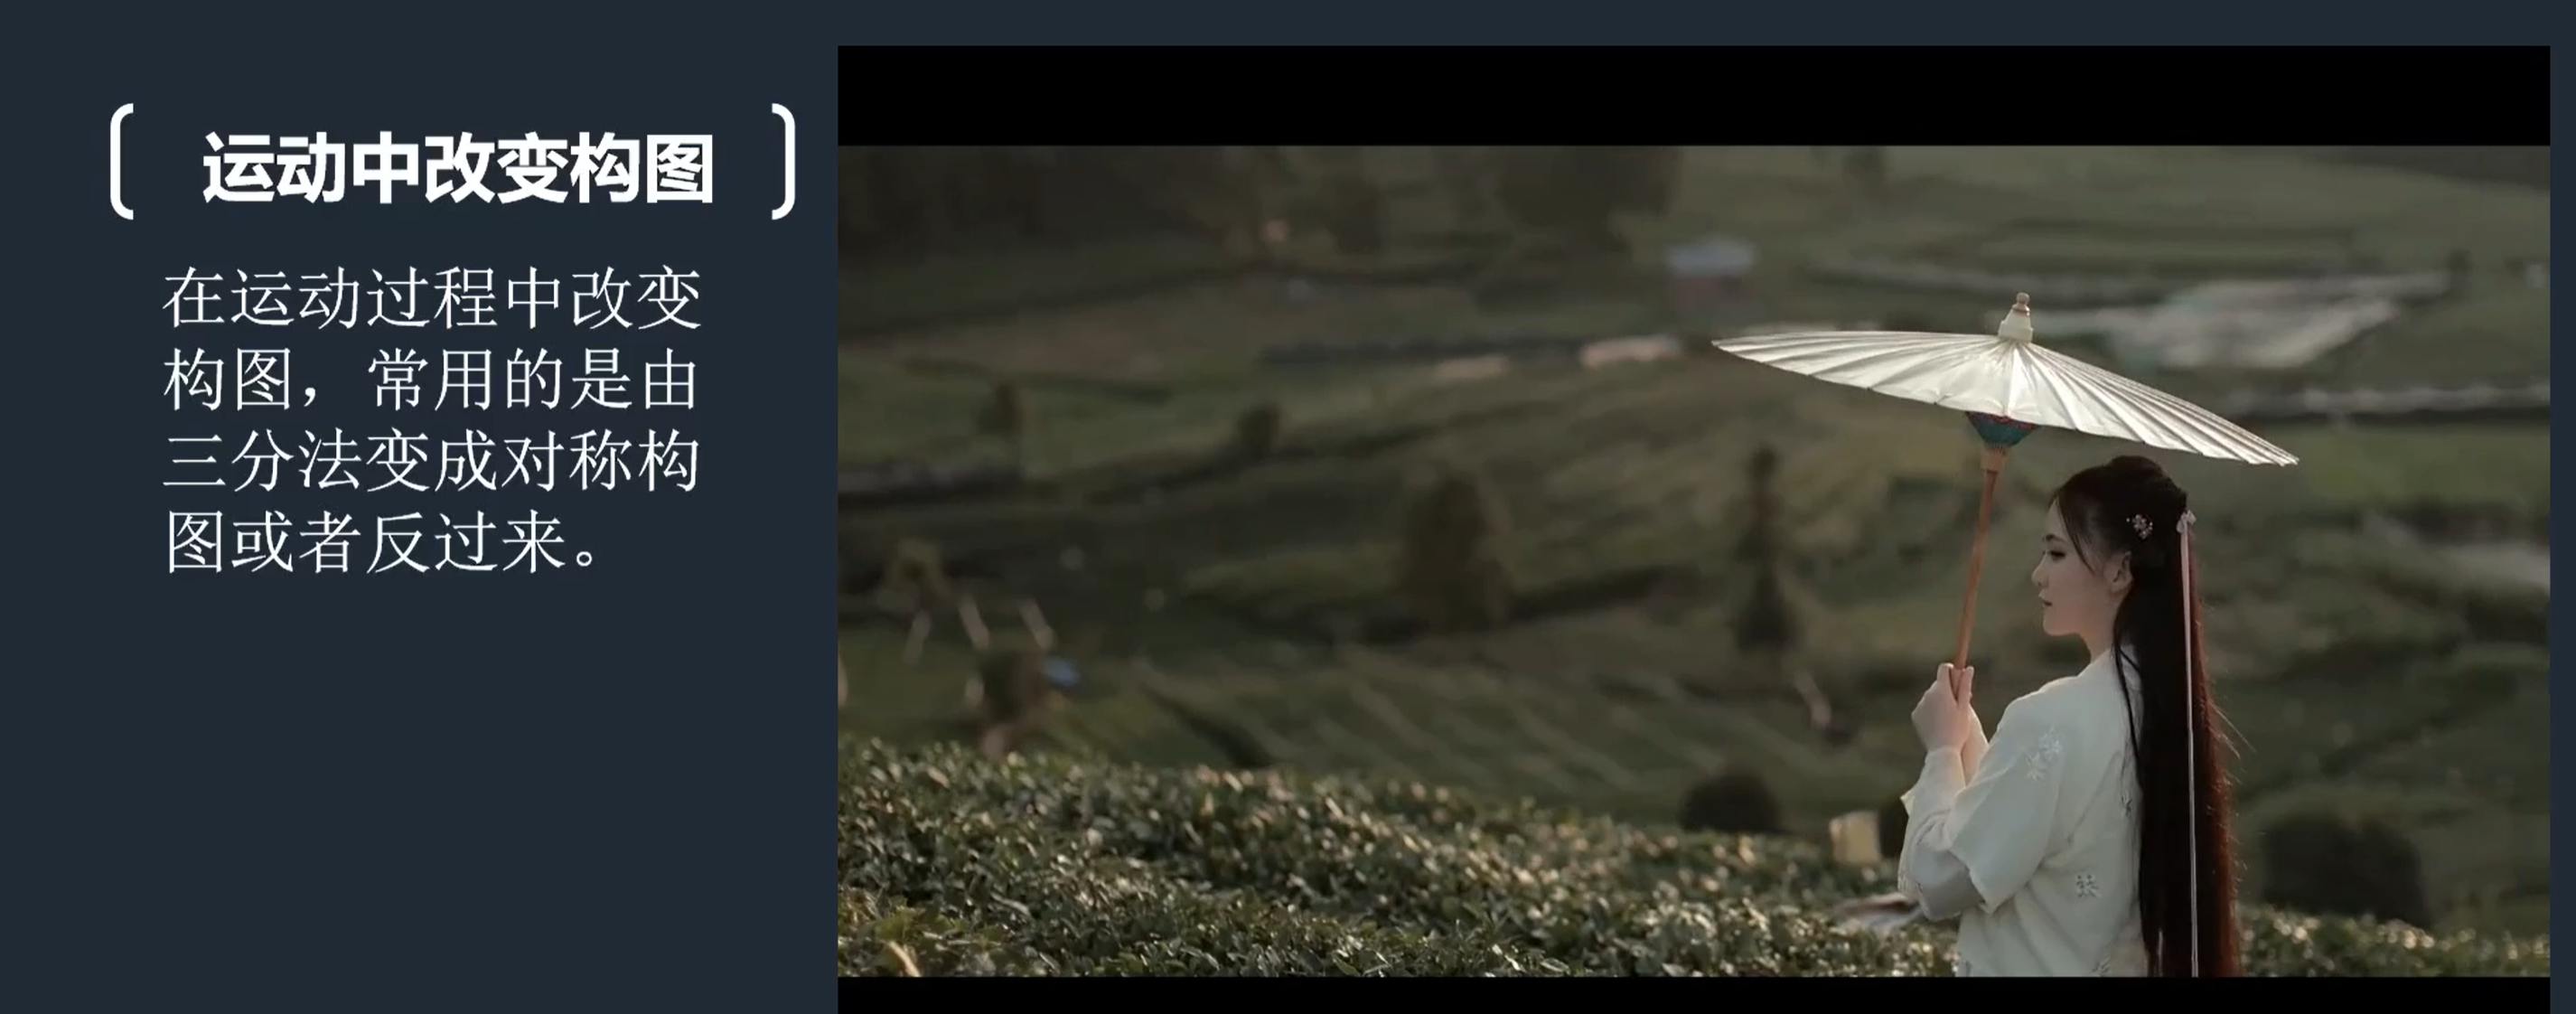 运动中改变构图
在运动过程中改变
构图，常用的是由
三分法变成对称构
图或者反过来。